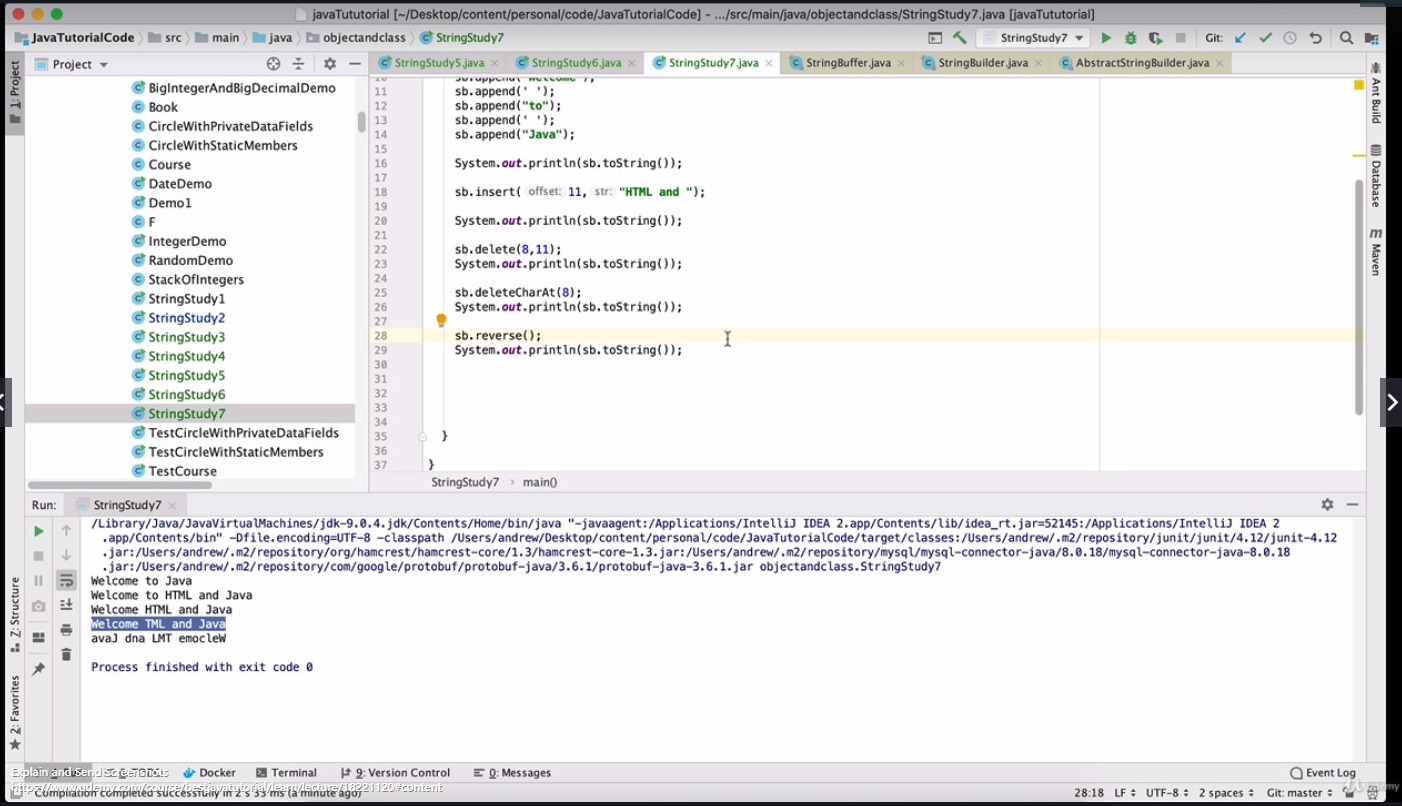 javaTututorial [~/Desktop/content/personal/code/JavaTutorialCode] - .../src/main/java/objectandclass/StringStudy7.java [javaTututorial]
JavaTutorialCode src main java objectandclass StringStudy7 StringStudy7 Git:
1: Project
Project
BigIntegerAndBigDecimalDemo
Book
CircleWithPrivateDataFields
CircleWithStaticMembers
Course
DateDemo
Demo1
F
IntegerDemo
RandomDemo
StackOfIntegers
StringStudy1
StringStudy2
StringStudy3
StringStudy4
StringStudy5
StringStudy6
StringStudy7
TestCircleWithPrivateDataFields
TestCircleWithStaticMembers
TestCourse
StringStudy5.java StringStudy6.java StringStudy7.java StringBuffer.java StringBuilder.java AbstractStringBuilder.java
10 sb.append("Welcome");
11 sb.append(' ');
12 sb.append("to");
13 sb.append(' ');
14 sb.append("Java");
15
16 System.out.println(sb.toString());
17
18 sb.insert( offset: 11, str: "HTML and ");
19
20 System.out.println(sb.toString());
21
22 sb.delete(8,11);
23 System.out.println(sb.toString());
24
25 sb.deleteCharAt(8);
26 System.out.println(sb.toString());
27
28 sb.reverse();
29 System.out.println(sb.toString());
30
31
32
33
34
35 }
36
37 }
StringStudy7 › main()
Ant Build
Database
m Maven
Run: StringStudy7
/Library/Java/JavaVirtualMachines/jdk-9.0.4.jdk/Contents/Home/bin/java "-javaagent:/Applications/IntelliJ IDEA 2.app/Contents/lib/idea_rt.jar=52145:/Applications/IntelliJ IDEA 2
.app/Contents/bin" -Dfile.encoding=UTF-8 -classpath /Users/andrew/Desktop/content/personal/code/JavaTutorialCode/target/classes:/Users/andrew/.m2/repository/junit/junit/4.12/junit-4.12
.jar:/Users/andrew/.m2/repository/org/hamcrest/hamcrest-core/1.3/hamcrest-core-1.3.jar:/Users/andrew/.m2/repository/mysql/mysql-connector-java/8.0.18/mysql-connector-java-8.0.18
.jar:/Users/andrew/.m2/repository/com/google/protobuf/protobuf-java/3.6.1/protobuf-java-3.6.1.jar objectandclass.StringStudy7
Welcome to Java
Welcome to HTML and Java
Welcome HTML and Java
Welcome TML and Java
avaJ dna LMT emocleW
Process finished with exit code 0
Z: Structure
2: Favorites
Explain and Send Screenshots
Docker Terminal 9: Version Control 0: Messages Event Log
https://www.udemy.com/course/bestjavatutorial/learn/lecture/18221120#content
Compilation completed successfully in 2 s 33 ms (a minute ago)
28:18 LF UTF-8 2 spaces Git: master